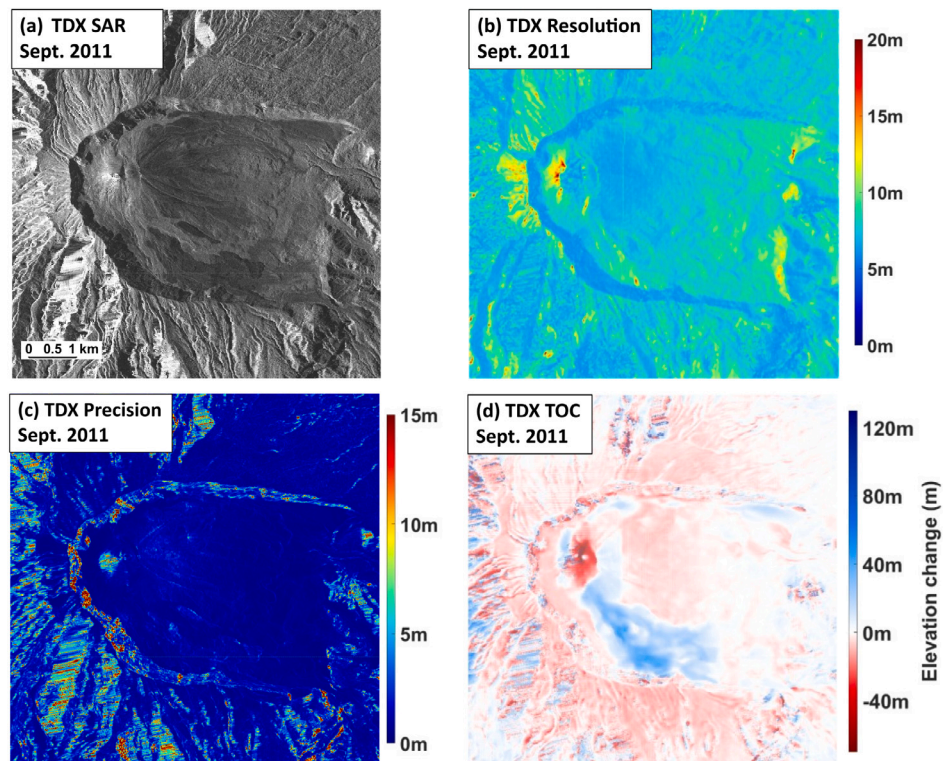 (a) TDX SAR
Sept. 2011
0 0.5 1 km
(b) TDX Resolution
Sept. 2011
20m
15m
10m
5m
0m
(c) TDX Precision
Sept. 2011
15m
10m
5m
0m
(d) TDX TOC
Sept. 2011
120m
80m
40m
0m
-40m
Elevation change (m)